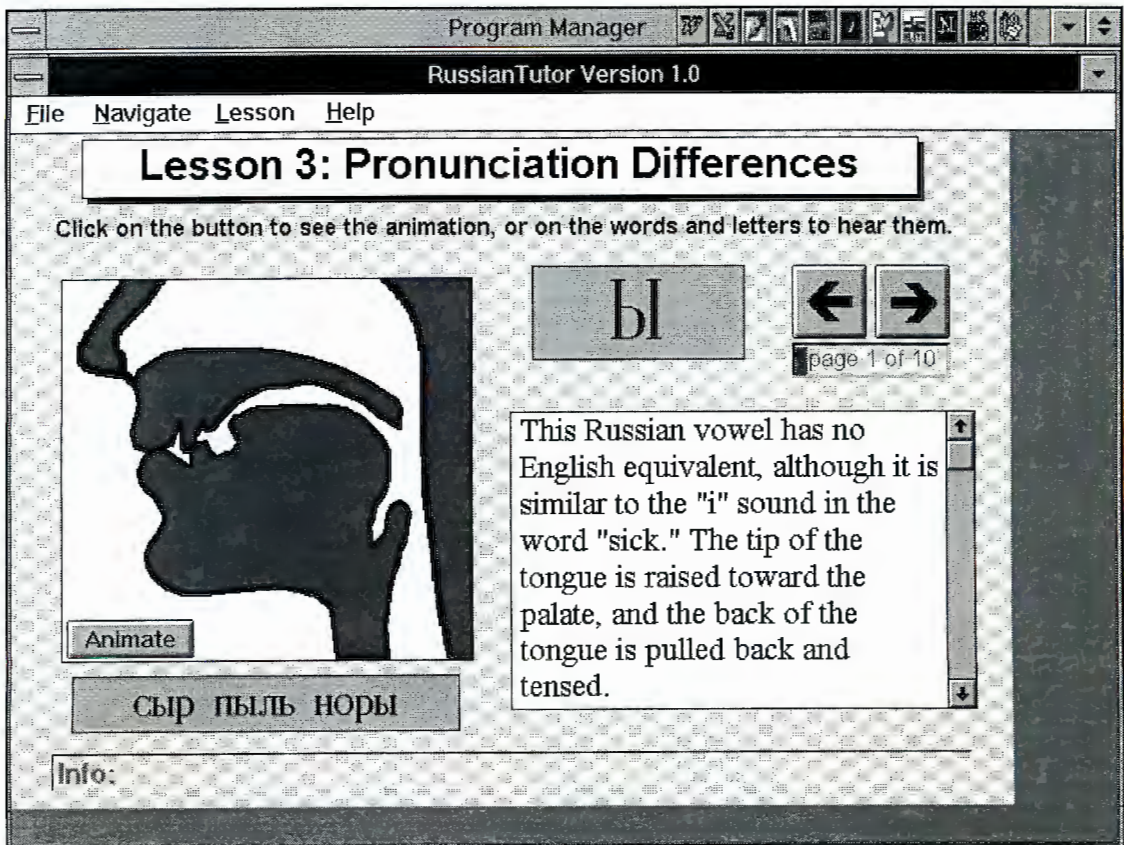 Program Manager
RussianTutor Version 1.0
File Navigate Lesson Help
Lesson 3: Pronunciation Differences
Click on the button to see the animation, or on the words and letters to hear them.
Ы
page 1 of 10
This Russian vowel has no
English equivalent, although it is
similar to the "i" sound in the
word "sick." The tip of the
tongue is raised toward the
palate, and the back of the
tongue is pulled back and
tensed.
Animate
сыр пыль норы
Info: